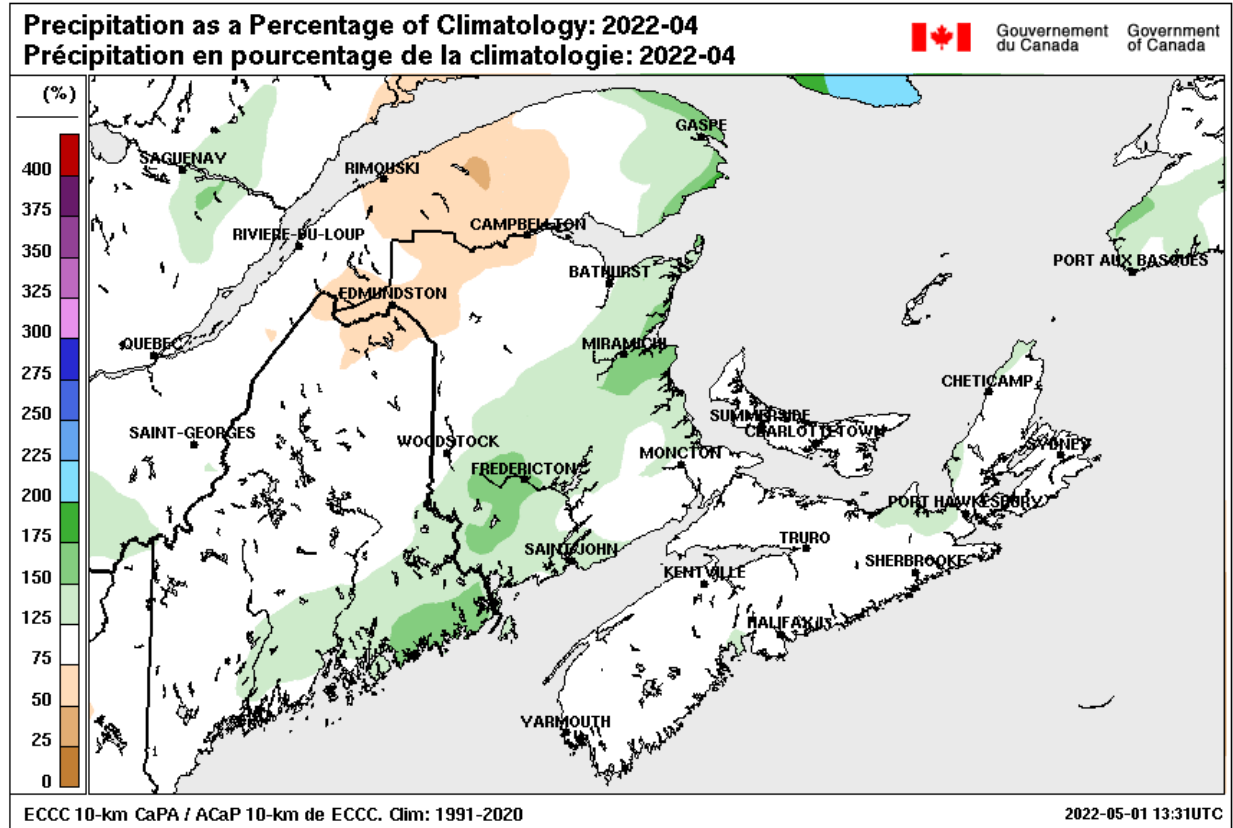 Precipitation as a Percentage of Climatology: 2022-04
Précipitation en pourcentage de la climatologie: 2022-04
Gouvernement du Canada
Government of Canada
(%)
400
375
350
325
300
275
250
225
200
175
150
125
75
50
25
0
GASPE
SAGUENAY
RIMOUSKI
CAMPBELLTON
RIVIERE-DU-LOUP
PORT AUX BASQUES
BATHURST
EDMUNDSTON
QUEBEC
MIRAMICHI
CHETICAMP
SUMMERSIDE
SAINT-GEORGES
CHARLOTTETOWN
WOODSTOCK
SYDNEY
MONCTON
FREDERICTON
PORT HAWKESBURY
TRURO
SAINT JOHN
SHERBROOKE
KENTVILLE
HALIFAX
YARMOUTH
ECCC 10-km CaPA / ACaP 10-km de ECCC. Clim: 1991-2020
2022-05-01 13:31UTC